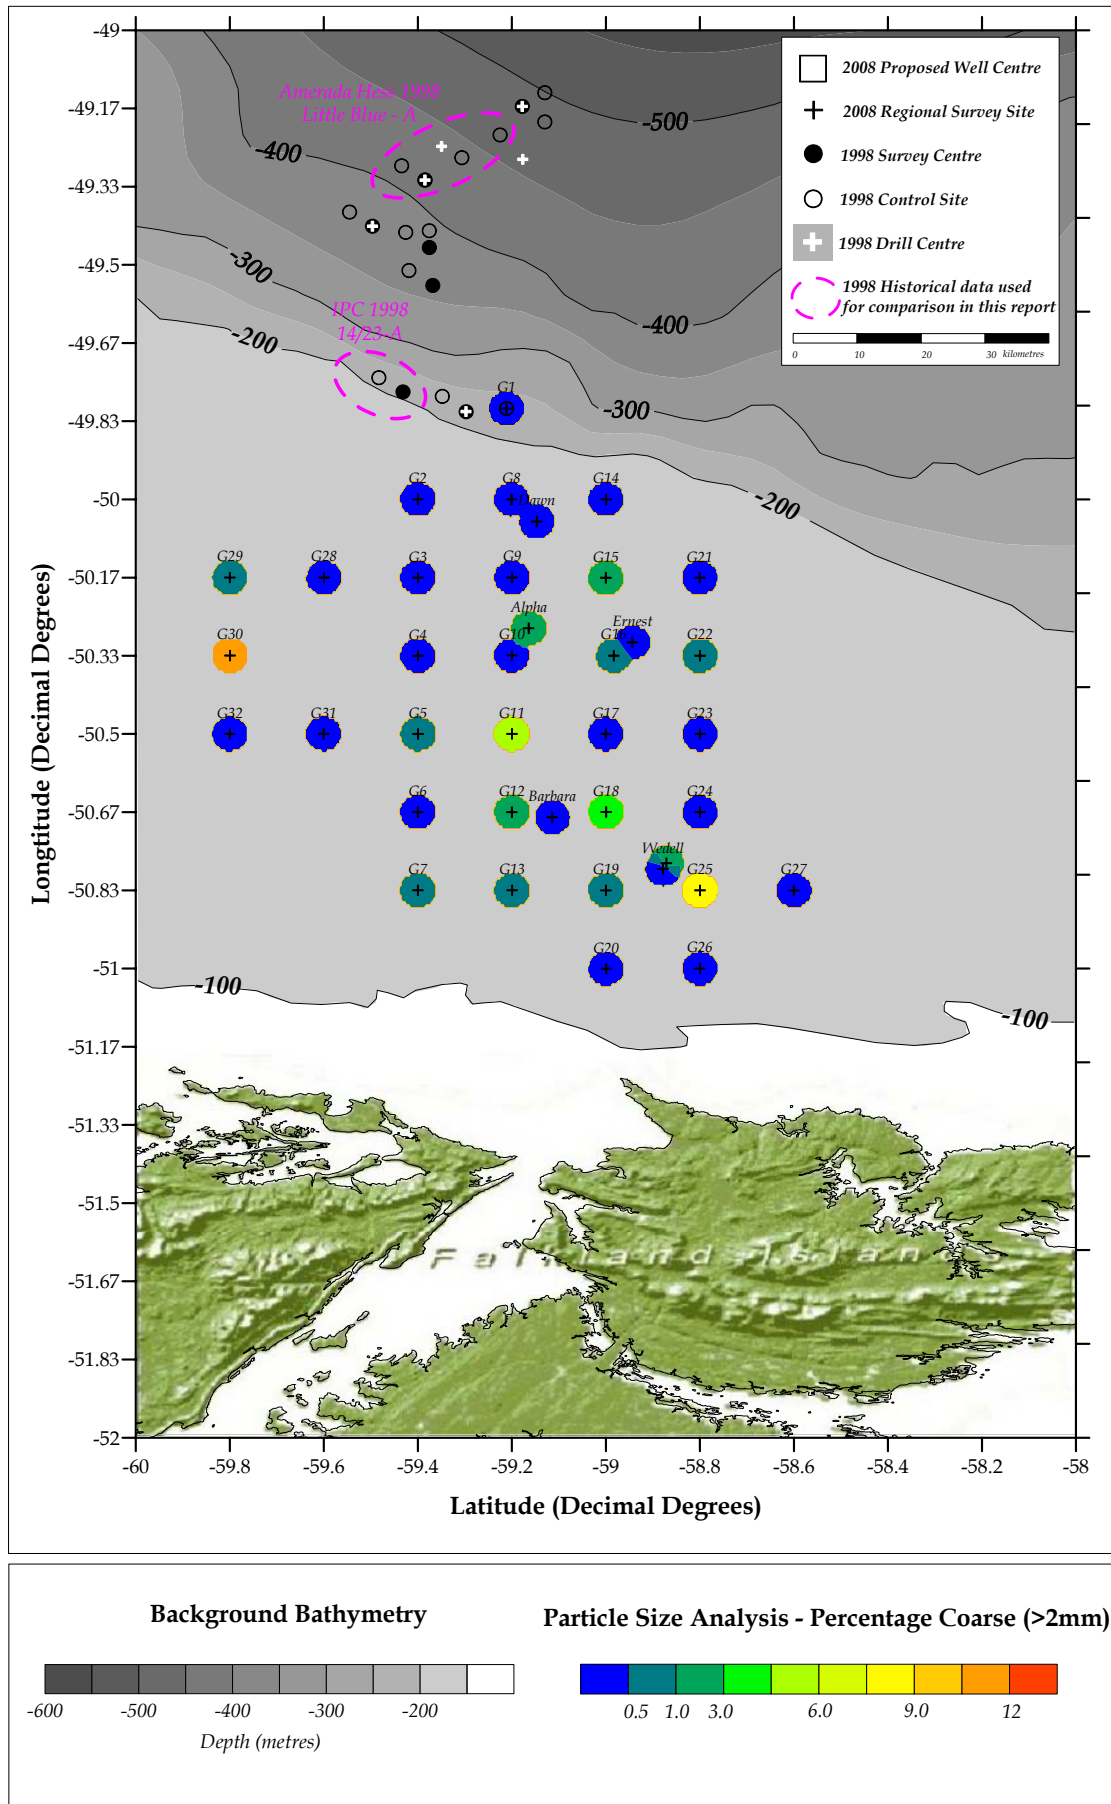 -49
-49.17
-49.33
-49.5
-49.67
-49.83
-50
-50.17
-50.33
-50.5
-50.67
-50.83
-51
-51.17
-51.33
-51.5
-51.67
-51.83
-52
Longtitude (Decimal Degrees)
-60
-59.8
-59.6
-59.4
-59.2
-59
-58.8
-58.6
-58.4
-58.2
-58
Latitude (Decimal Degrees)
2008 Proposed Well Centre
2008 Regional Survey Site
1998 Survey Centre
1998 Control Site
1998 Drill Centre
1998 Historical data used
for comparison in this report
0
10
20
30
kilometres
Amerada Hess 1998
Little Blue - A
IPC 1998
14/23-A
-500
-400
-300
-400
-200
-300
-200
-100
-100
G1
G2
G8
Dawn
G14
G29
G28
G3
G9
G15
G21
Alpha
G30
G4
G10
G16
Ernest
G22
G32
G31
G5
G11
G17
G23
G6
G12
Barbara
G18
G24
Wedell
G7
G13
G19
G25
G27
G20
G26
Falkland Islands
Background Bathymetry
-600
-500
-400
-300
-200
Depth (metres)
Particle Size Analysis - Percentage Coarse (>2mm)
0.5
1.0
3.0
6.0
9.0
12